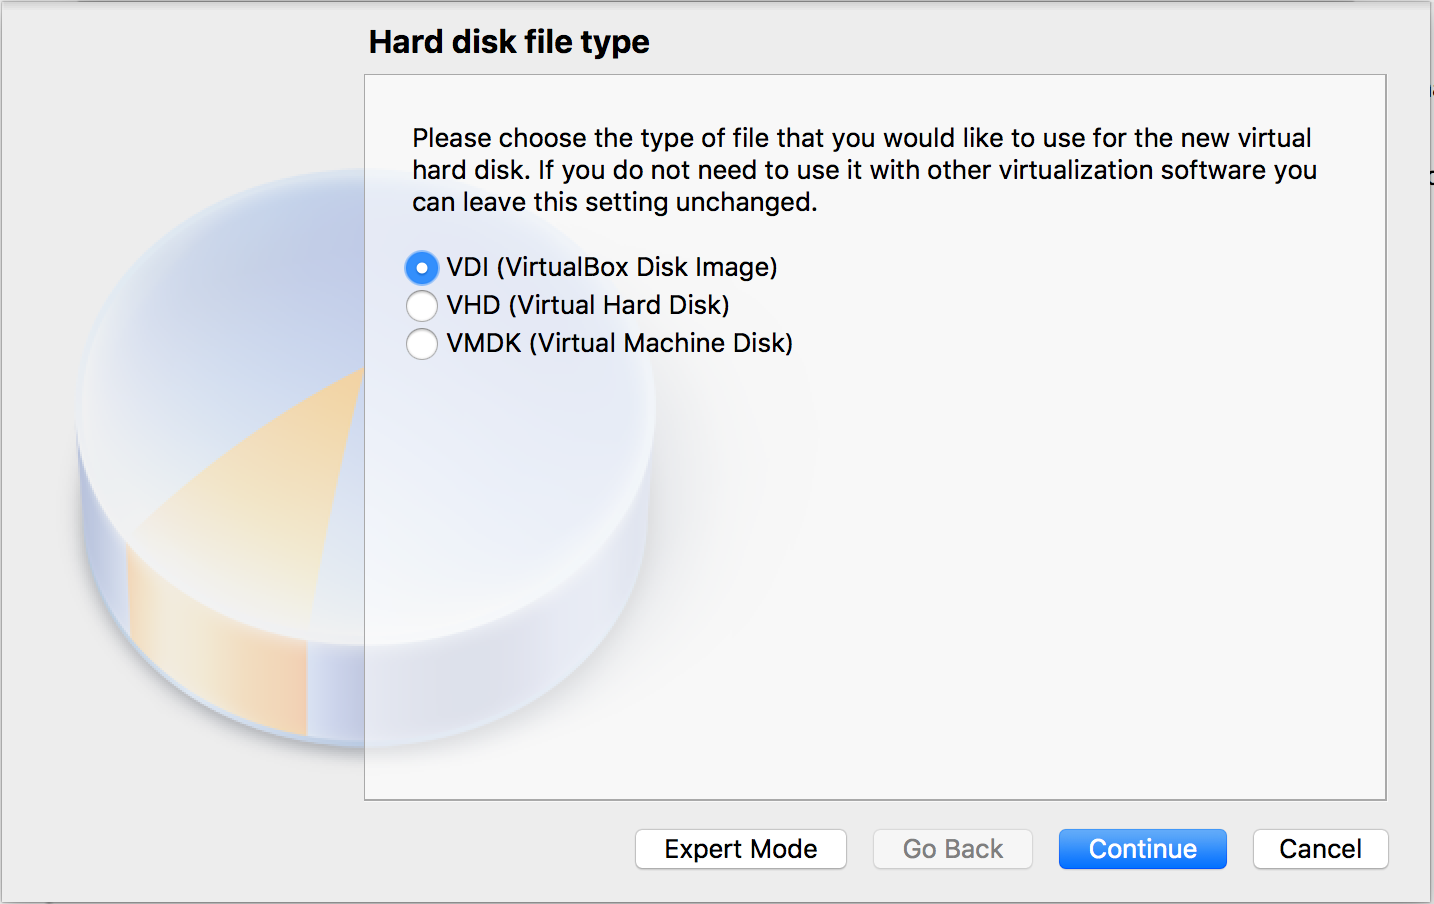 Hard disk file type
Please choose the type of file that you would like to use for the new virtual
hard disk. If you do not need to use it with other virtualization software you
can leave this setting unchanged.
VDI (VirtualBox Disk Image)
VHD (Virtual Hard Disk)
VMDK (Virtual Machine Disk)
Expert Mode
Go Back
Continue
Cancel